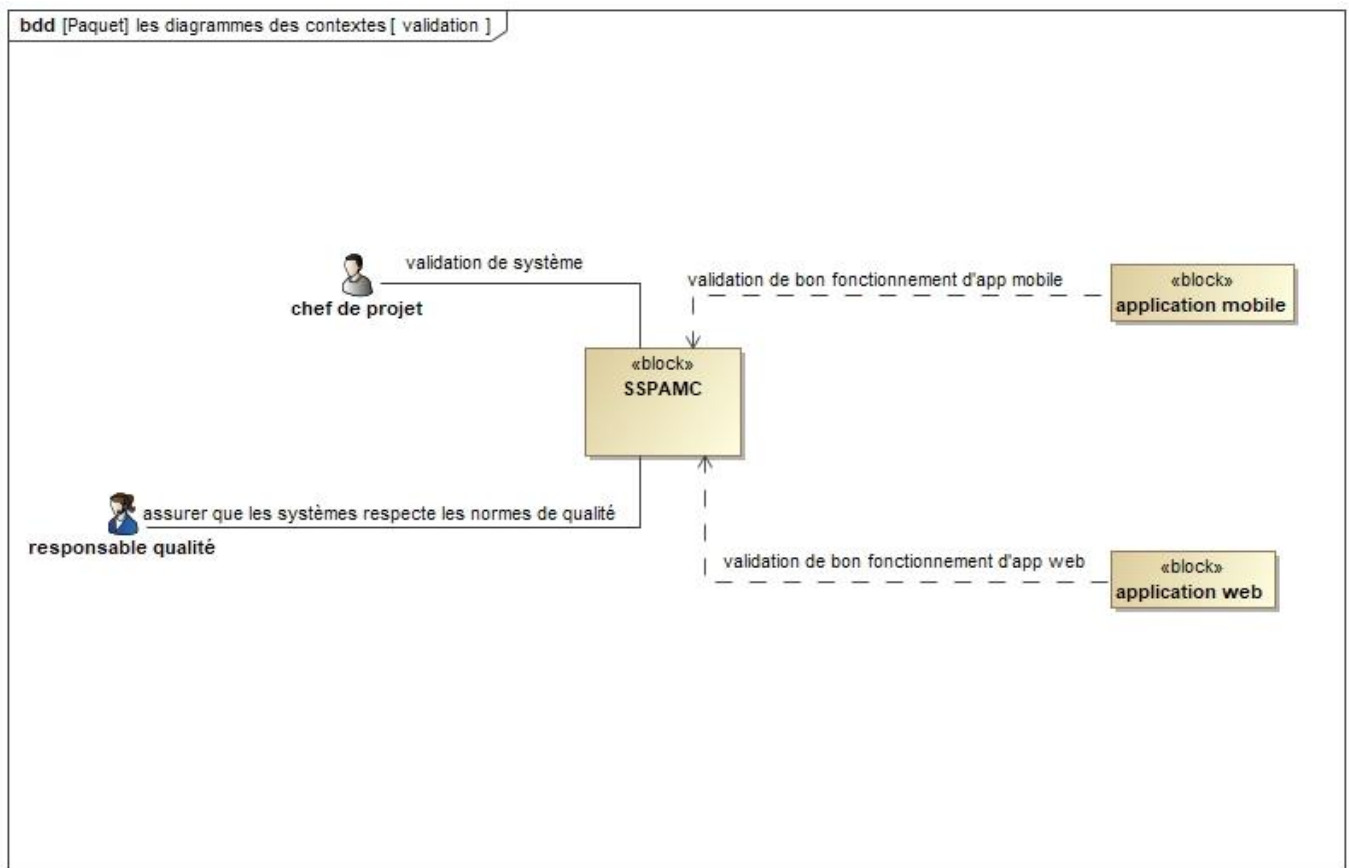 bdd [Paquet] les diagrammes des contextes [ validation ]
validation de système
chef de projet
validation de bon fonctionnement d'app mobile
«block»
application mobile
«block»
SSPAMC
assurer que les systèmes respecte les normes de qualité
responsable qualité
validation de bon fonctionnement d'app web
«block»
application web